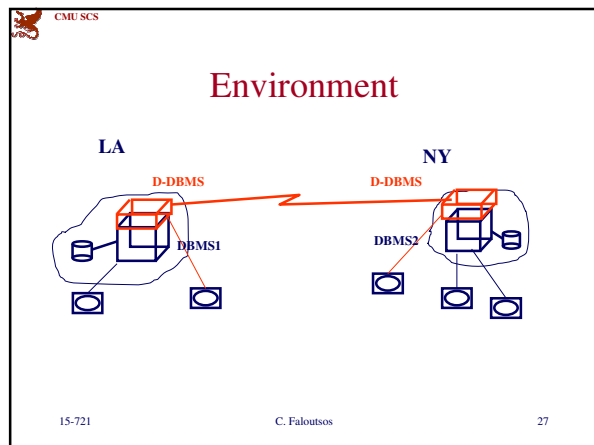 CMU SCS
Environment
LA
NY
D-DBMS
D-DBMS
DBMS1
DBMS2
15-721
C. Faloutsos
27